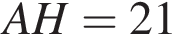 AH = 21